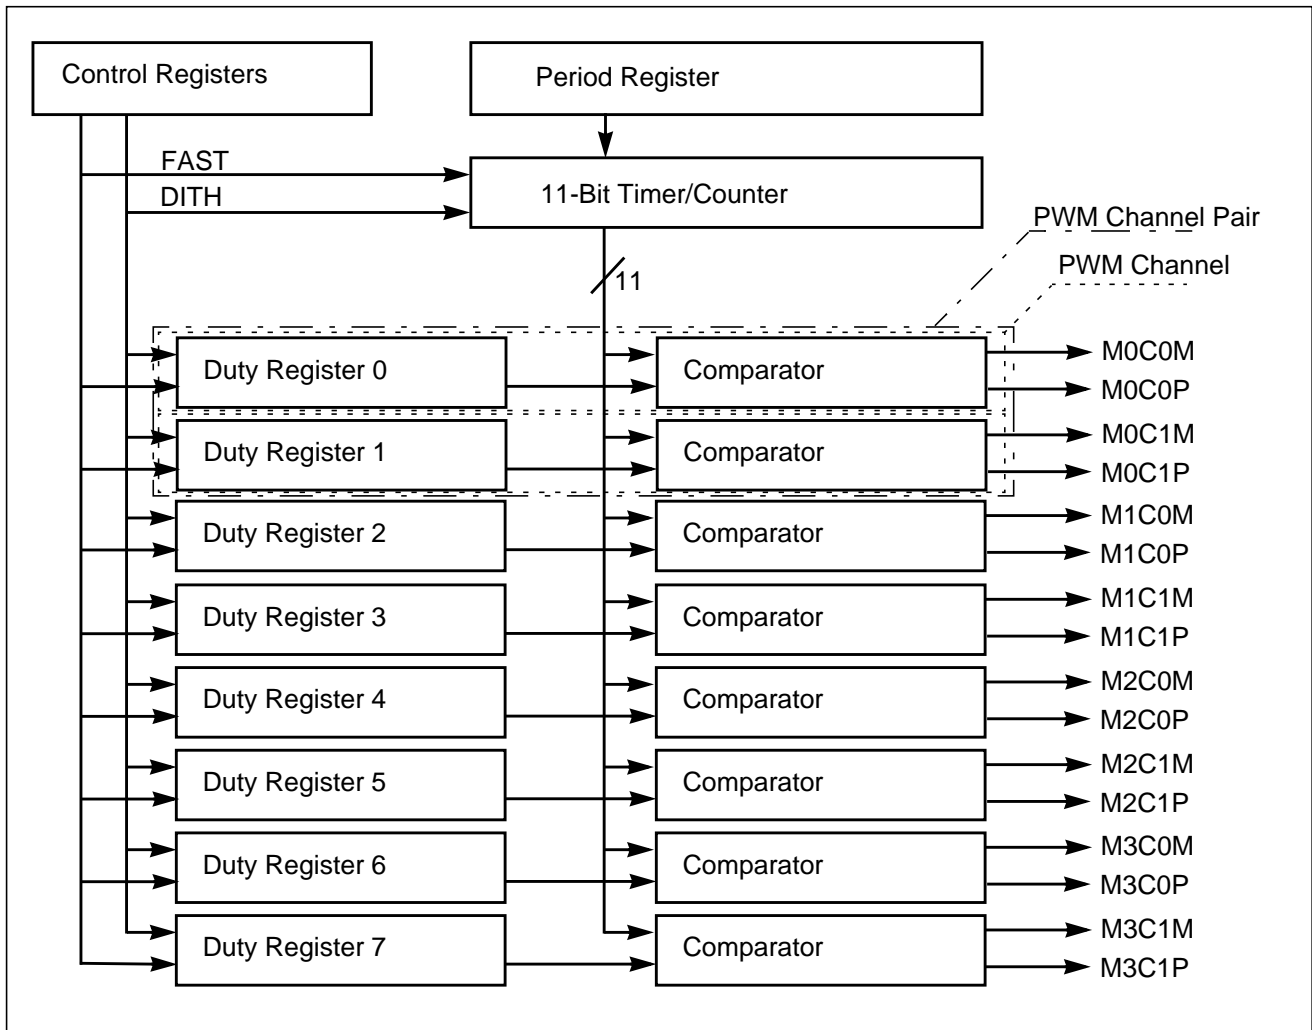 Control Registers
Period Register
FAST
DITH
11-Bit Timer/Counter
PWM Channel Pair
PWM Channel
11
Duty Register 0
Comparator
M0C0M
M0C0P
Duty Register 1
Comparator
M0C1M
M0C1P
Duty Register 2
Comparator
M1C0M
M1C0P
Duty Register 3
Comparator
M1C1M
M1C1P
Duty Register 4
Comparator
M2C0M
M2C0P
Duty Register 5
Comparator
M2C1M
M2C1P
Duty Register 6
Comparator
M3C0M
M3C0P
Duty Register 7
Comparator
M3C1M
M3C1P